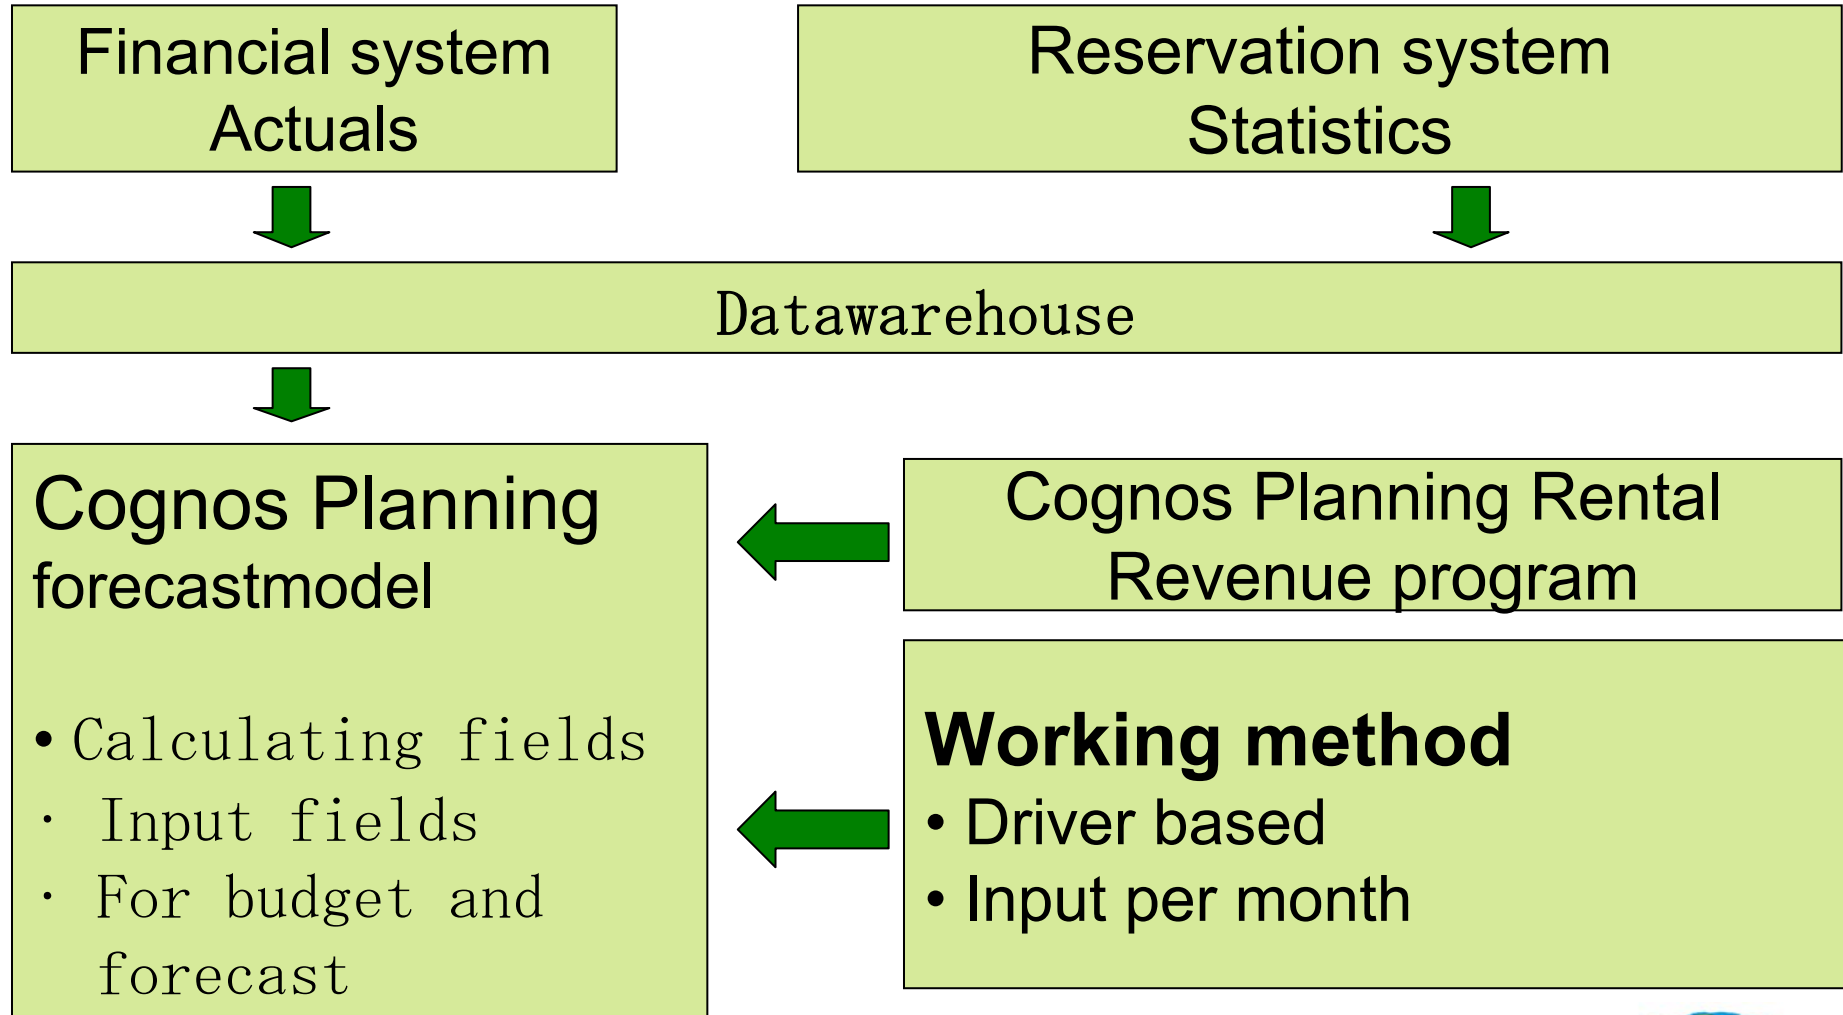 Financial system
Actuals
Reservation system
Statistics
Datawarehouse
Cognos Planning
forecastmodel
• Calculating fields
· Input fields
· For budget and
forecast
Cognos Planning Rental
Revenue program
Working method
• Driver based
• Input per month